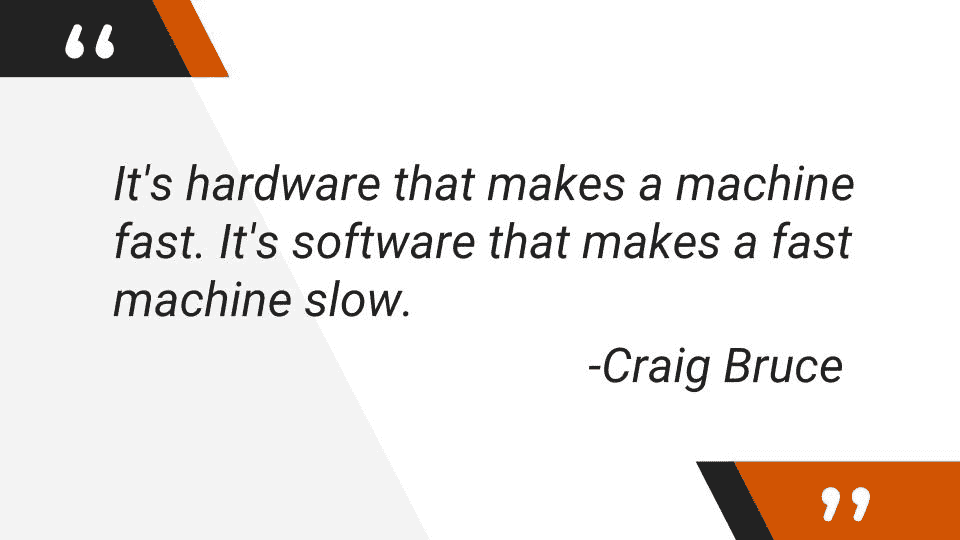 “
It's hardware that makes a machine
fast. It's software that makes a fast
machine slow.
-Craig Bruce
”